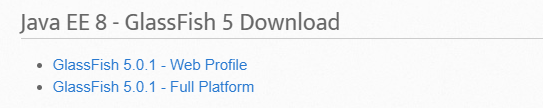 Java EE 8 - GlassFish 5 Download
GlassFish 5.0.1 - Web Profile
GlassFish 5.0.1 - Full Platform